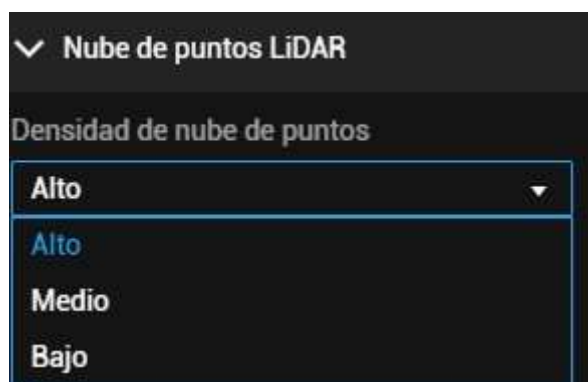 Nube de puntos LiDAR
Densidad de nube de puntos
Alto
Alto
Medio
Bajo